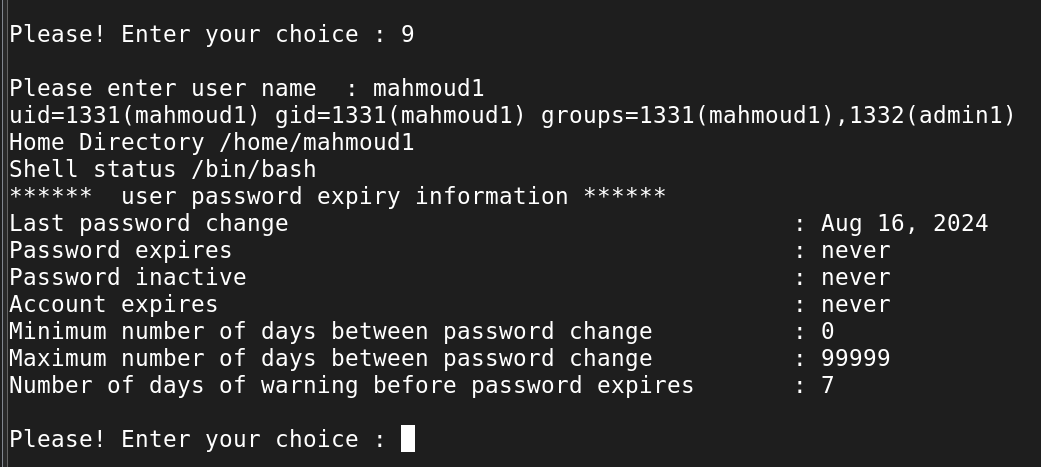 Please! Enter your choice : 9
Please enter user name  : mahmoud1
uid=1331(mahmoud1) gid=1331(mahmoud1) groups=1331(mahmoud1),1332(admin1)
Home Directory /home/mahmoud1
Shell status /bin/bash
******  user password expiry information ******
Last password change                                    : Aug 16, 2024
Password expires                                        : never
Password inactive                                       : never
Account expires                                         : never
Minimum number of days between password change          : 0
Maximum number of days between password change          : 99999
Number of days of warning before password expires       : 7
Please! Enter your choice :